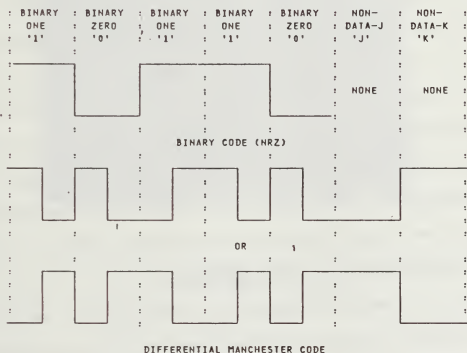 BINARY BINARY BINARY BINARY BINARY NON- NON-
ONE ZERO ONE ONE ZERO DATA-J DATA-K
'1' '0' '1' '1' '0' 'J' 'K'
NONE NONE
BINARY CODE (NRZ)
OR
DIFFERENTIAL MANCHESTER CODE